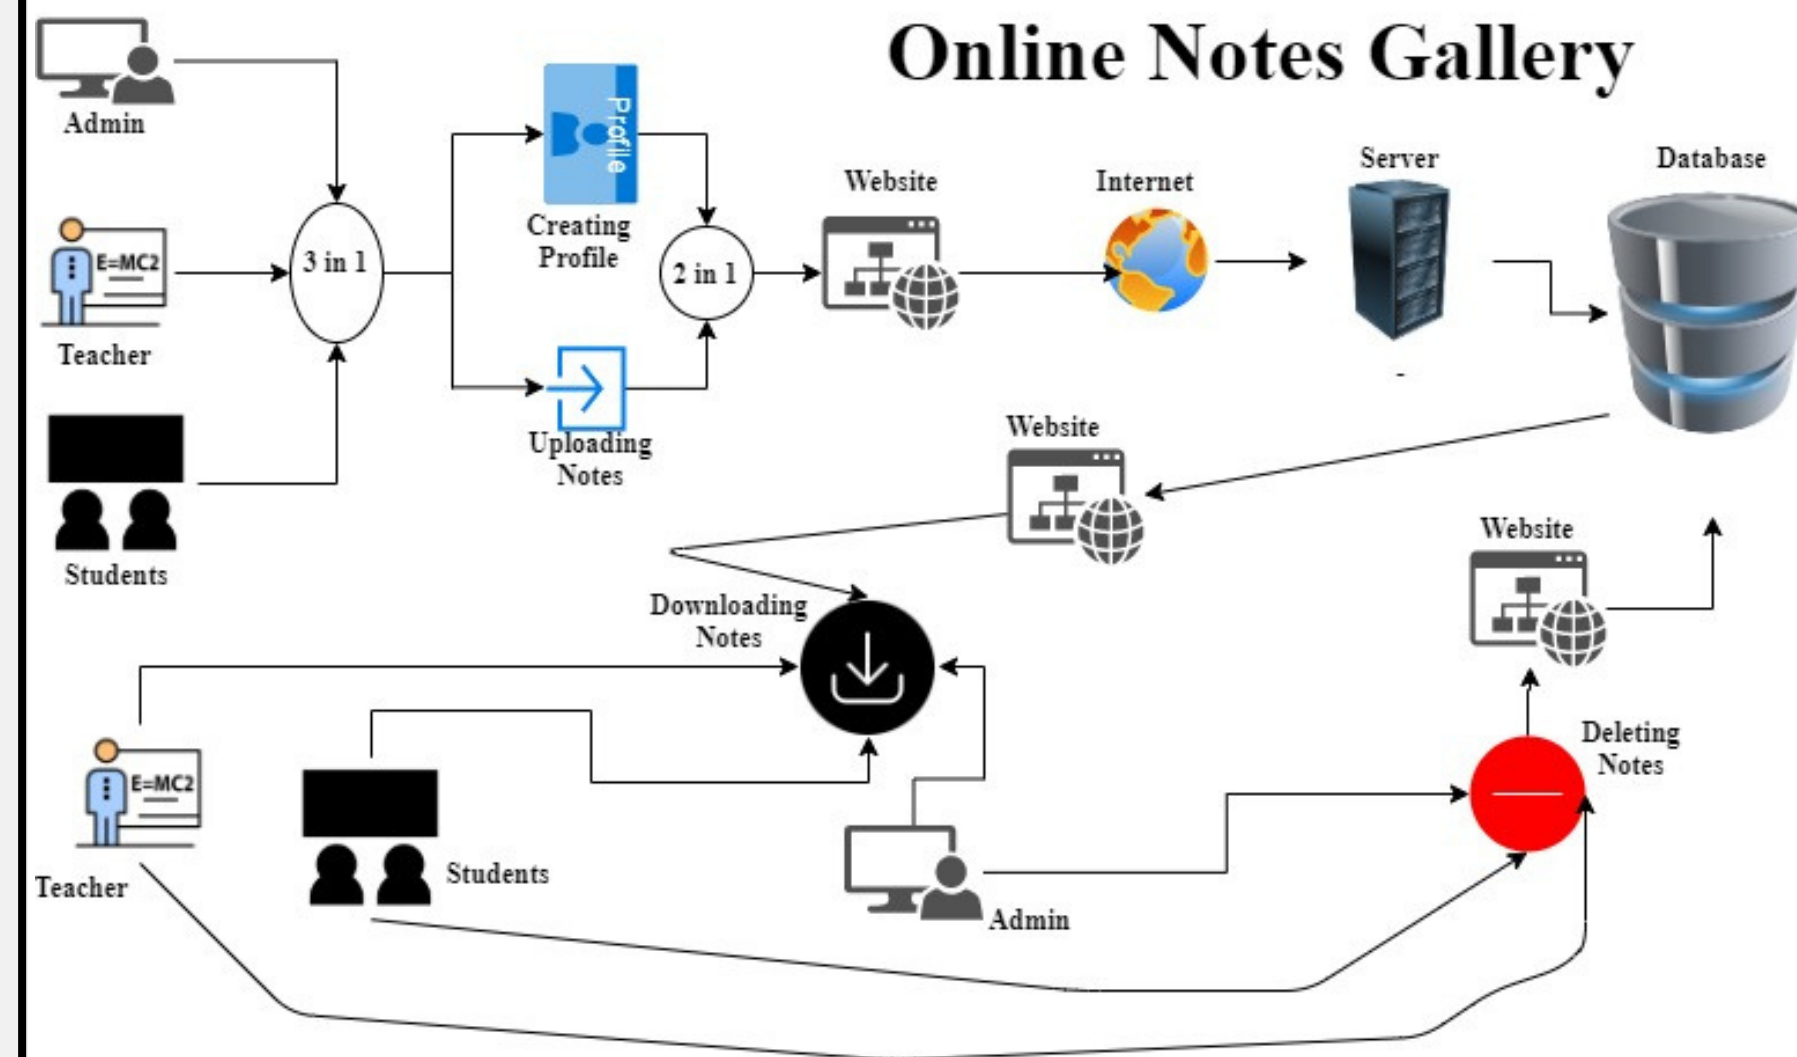 Online Notes Gallery
Admin
Profile
Creating
Profile
Website
Internet
Server
Database
3 in 1
2 in 1
E=MC2
Teacher
Uploading
Notes
-
Students
Website
Website
Downloading
Notes
Deleting
Notes
E=MC2
Teacher
Students
Admin